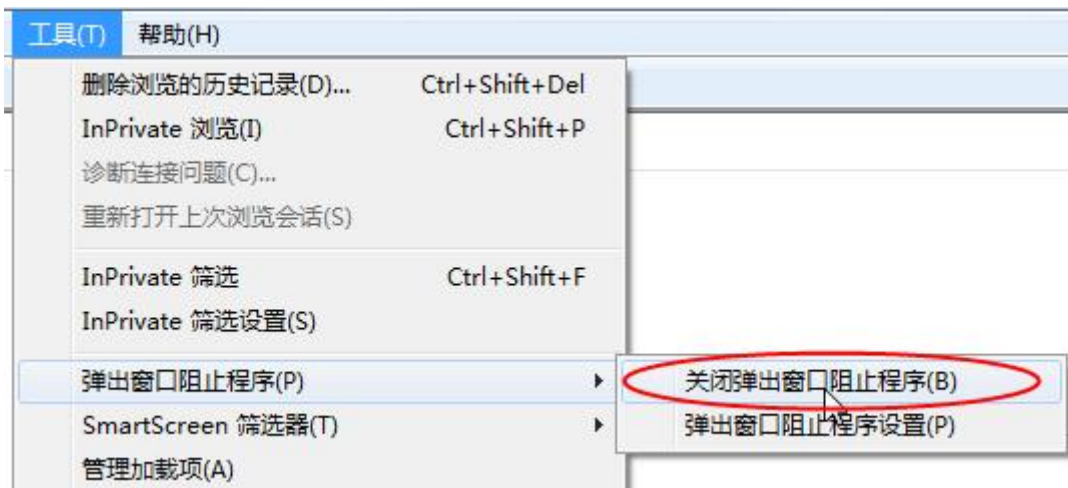 工具(T) 帮助(H)
删除浏览的历史记录(D)... Ctrl+Shift+Del
InPrivate 浏览(I) Ctrl+Shift+P
诊断连接问题(C)...
重新打开上次浏览会话(S)
InPrivate 筛选 Ctrl+Shift+F
InPrivate 筛选设置(S)
弹出窗口阻止程序(P) 关闭弹出窗口阻止程序(B)
SmartScreen 筛选器(T) 弹出窗口阻止程序设置(P)
管理加载项(A)